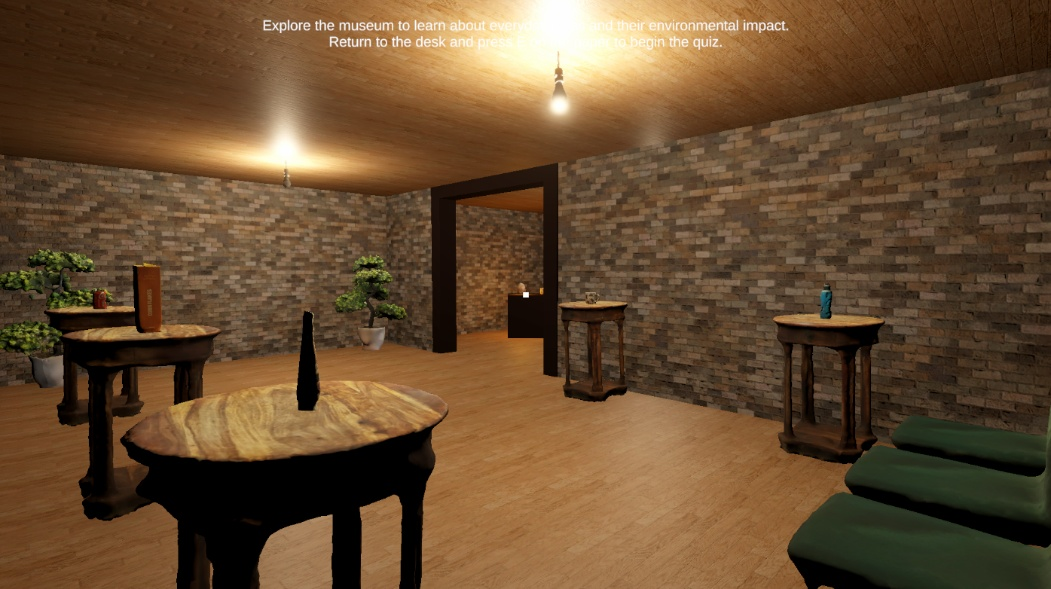 Explore the museum to learn about and their environmental impact.
Return to the desk and press to begin the quiz.